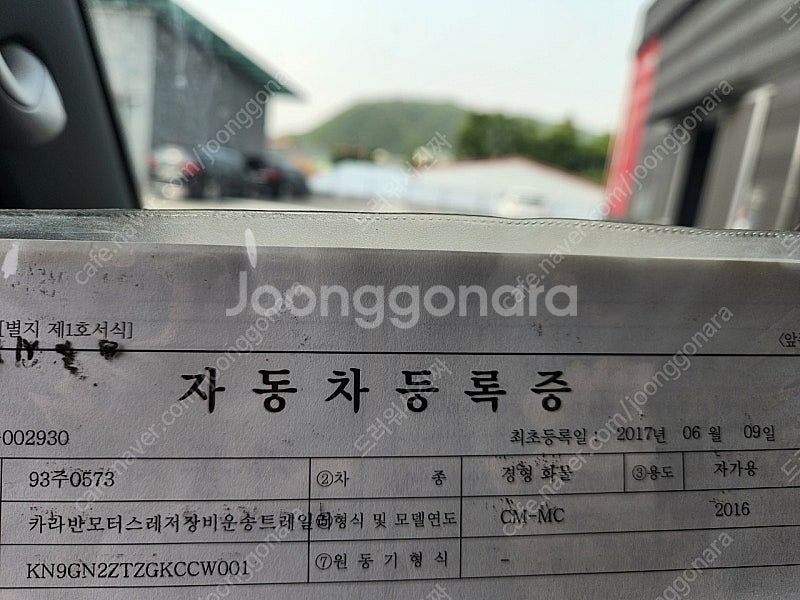 Joonggonara
[별지 제1호서식]
자동차등록증
002930
최초등록일 : 2017년 06월 09일
93주0573 ②차 종 경형 화물 ③용도 자가용
카라반모터스레저장비운송트레일 형식 및 모델연도 CM-MC 2016
KN9GN2ZTZGKCCW001 ⑦원 동 기 형 식 -